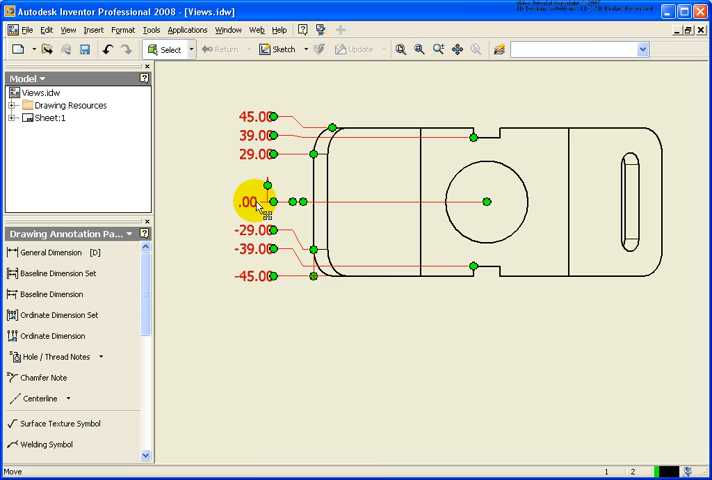 Autodesk Inventor Professional 2008 - [Views.idw]
File Edit View Insert Format Tools Applications Window Web Help
Select Return Sketch Update
Model
Views.idw
Drawing Resources
Sheet:1
Drawing Annotation Pa...
General Dimension [D]
Baseline Dimension Set
Baseline Dimension
Ordinate Dimension Set
Ordinate Dimension
Hole / Thread Notes
Chamfer Note
Centerline
Surface Texture Symbol
Welding Symbol
45.00
39.00
29.00
.00
-29.00
-39.00
-45.00
Move 1 2